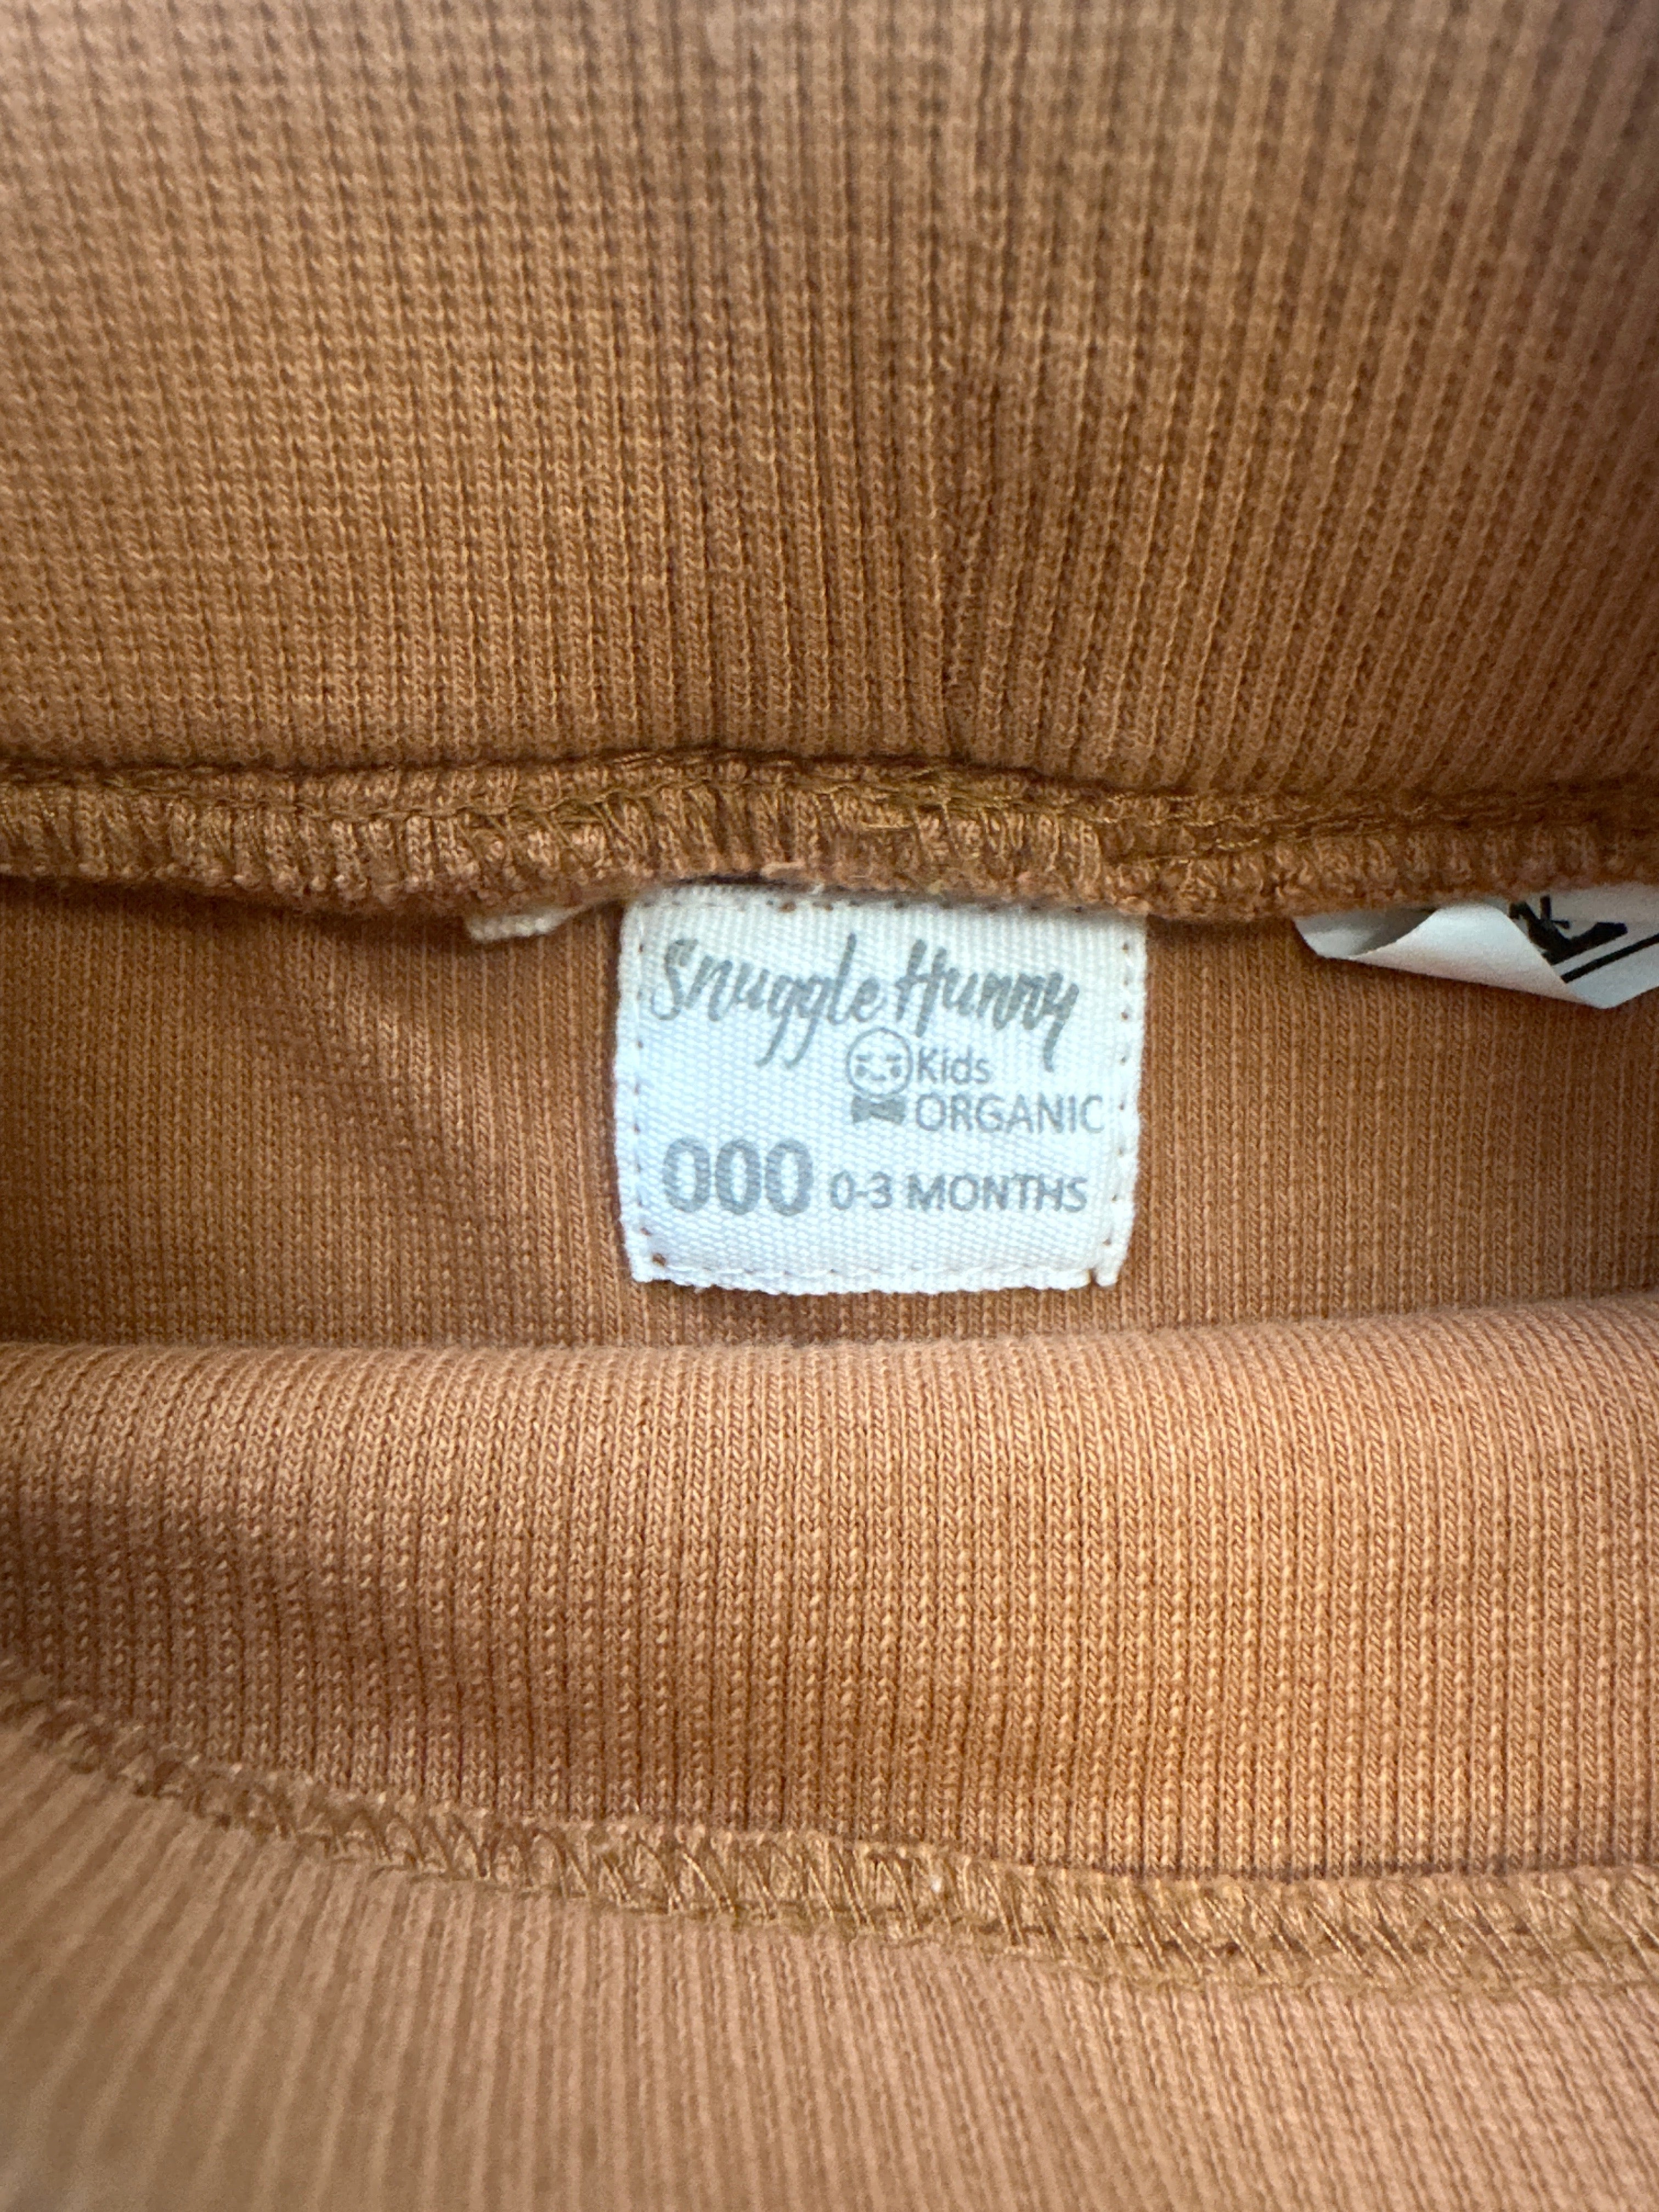 Snuggle Hunny
Kids
ORGANIC
000 0-3 MONTHS